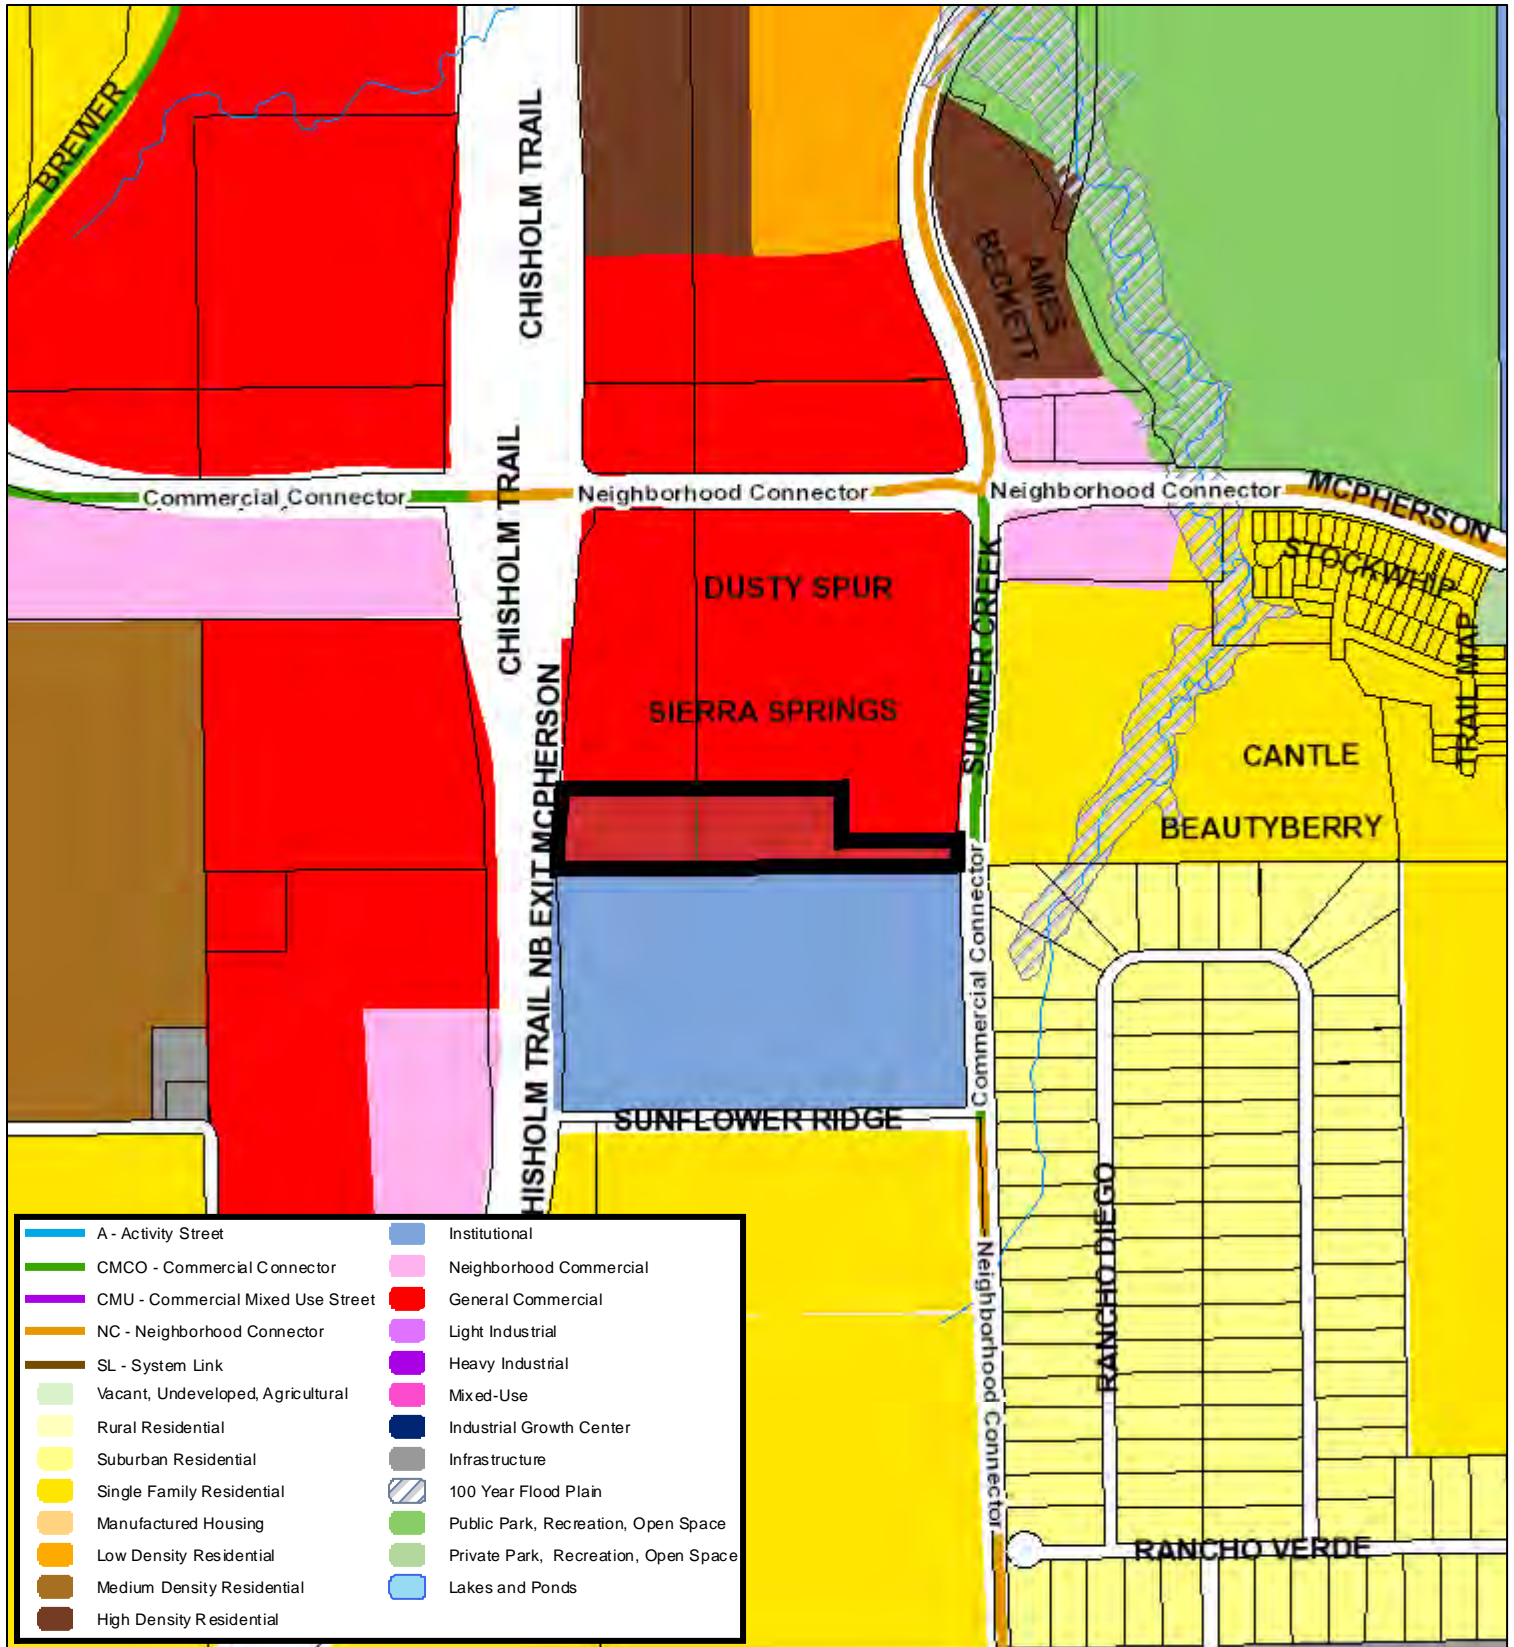 BREWER
CHISHOLM TRAIL
AMES
BECKETT
CHISHOLM TRAIL
Commercial Connector
Neighborhood Connector
Neighborhood Connector
MCPHERSON
STOCKWHIP
TRAIL MAP
DUSTY SPUR
SUMMER CREEK
SIERRA SPRINGS
CANTLE
BEAUTYBERRY
HISHOLM TRAIL NB EXIT MCPHERSON
Commercial Connector
SUNFLOWER RIDGE
RANCHO DIEGO
Neighborhood Connector
RANCHO VERDE
A - Activity Street
CMCO - Commercial Connector
CMU - Commercial Mixed Use Street
NC - Neighborhood Connector
SL - System Link
Vacant, Undeveloped, Agricultural
Rural Residential
Suburban Residential
Single Family Residential
Manufactured Housing
Low Density Residential
Medium Density Residential
High Density Residential
Institutional
Neighborhood Commercial
General Commercial
Light Industrial
Heavy Industrial
Mixed-Use
Industrial Growth Center
Infrastructure
100 Year Flood Plain
Public Park, Recreation, Open Space
Private Park, Recreation, Open Space
Lakes and Ponds